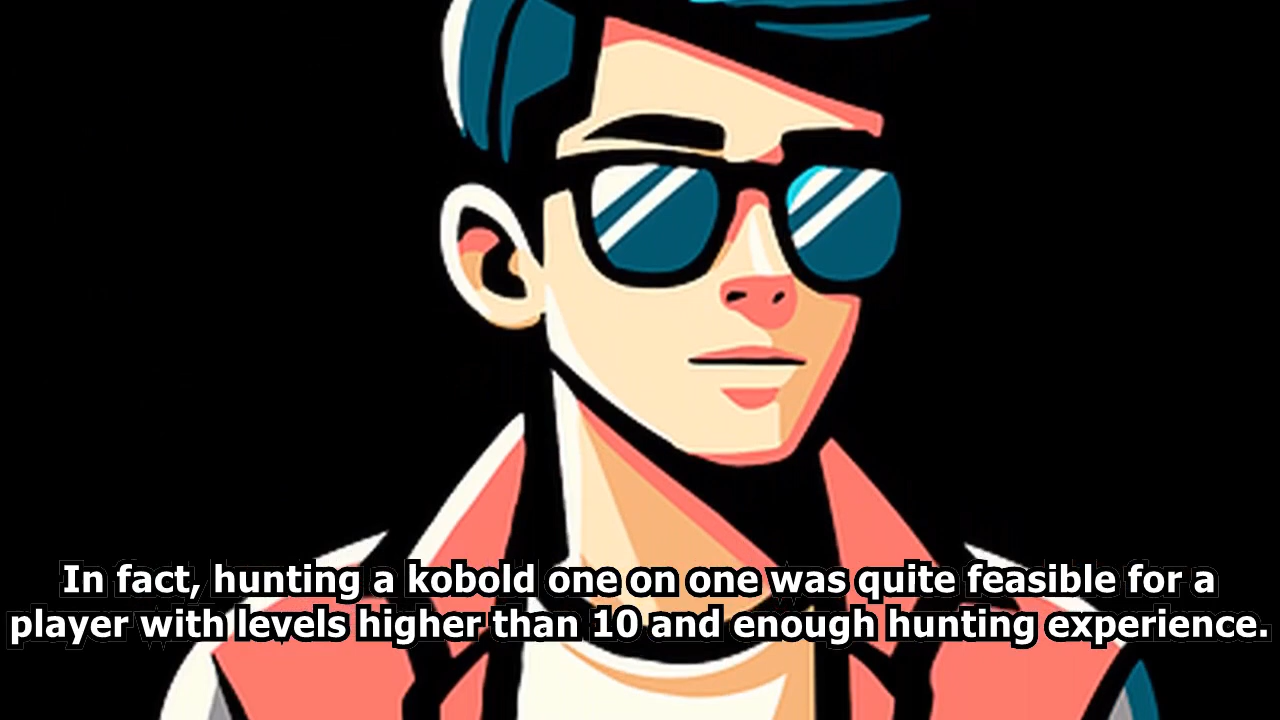 In fact, hunting a kobold one on one was quite feasible for a
player with levels higher than 10 and enough hunting experience.